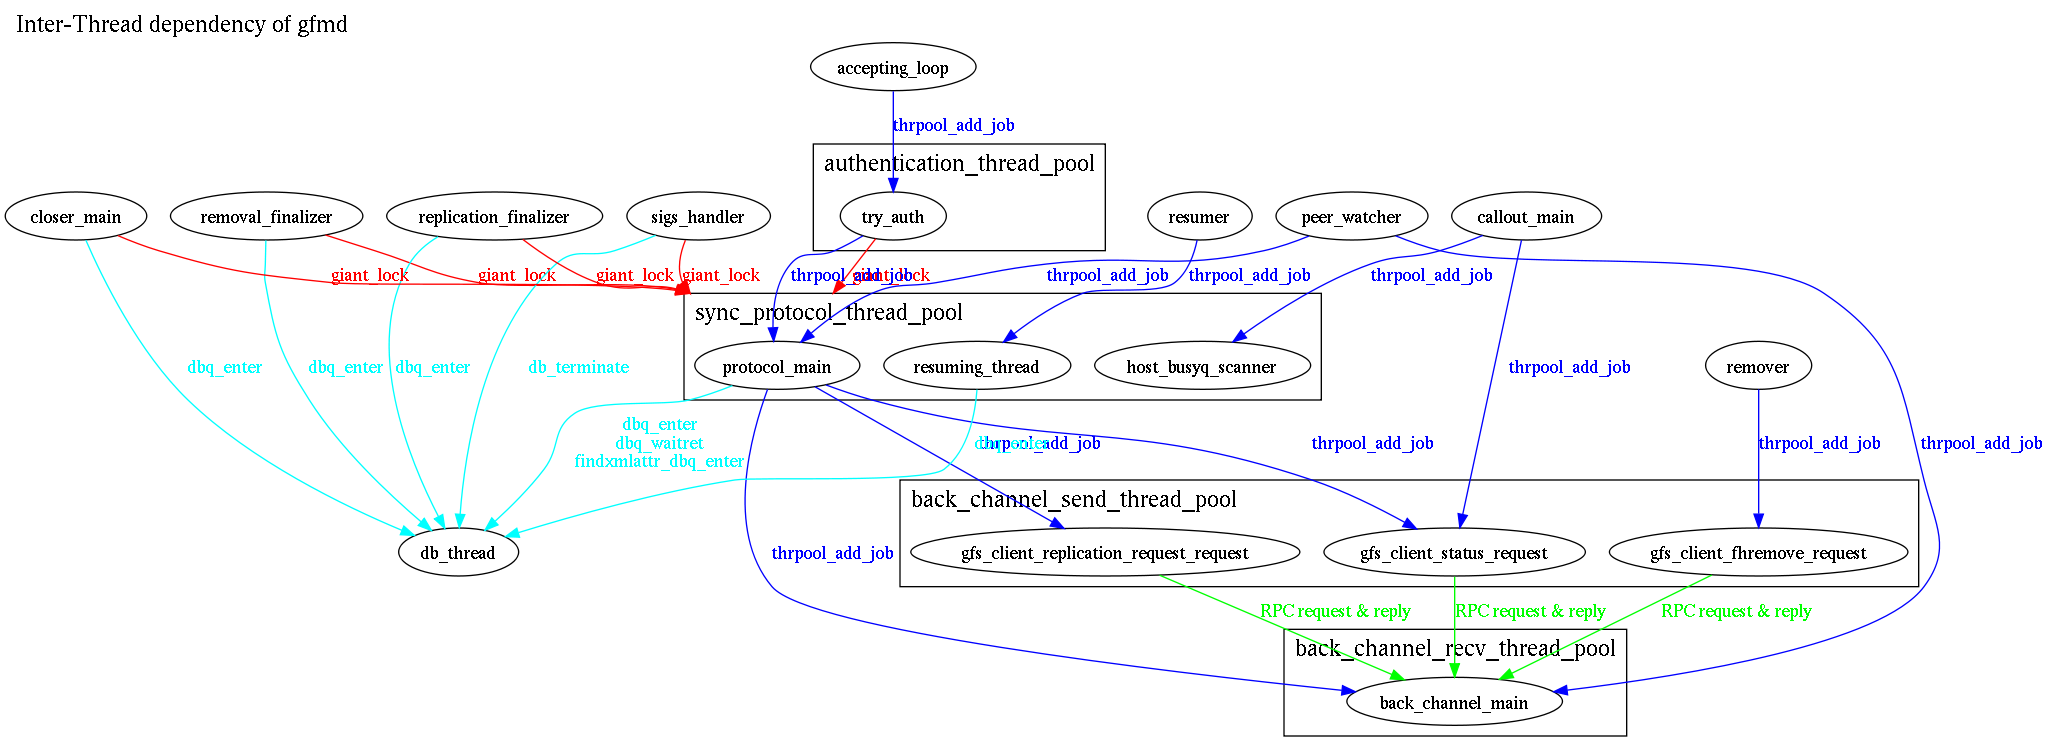 Inter-Thread dependency of gfmd
accepting_loop
thrpool_add_job
authentication_thread_pool
closer_main
removal_finalizer
replication_finalizer
sigs_handler
try_auth
resumer
peer_watcher
callout_main
giant_lock
giant_lock
giant_lock
giant_lock
thrpool_add_job
giant_lock
thrpool_add_job
thrpool_add_job
thrpool_add_job
sync_protocol_thread_pool
dbq_enter
dbq_enter
dbq_enter
db_terminate
protocol_main
resuming_thread
host_busyq_scanner
thrpool_add_job
remover
dbq_enter
dbq_waitret
findxmlattr_dbq_enter
dbq_enter
thrpool_add_job
thrpool_add_job
thrpool_add_job
thrpool_add_job
back_channel_send_thread_pool
db_thread
thrpool_add_job
gfs_client_replication_request_request
gfs_client_status_request
gfs_client_fhremove_request
RPC request & reply
RPC request & reply
RPC request & reply
back_channel_recv_thread_pool
back_channel_main